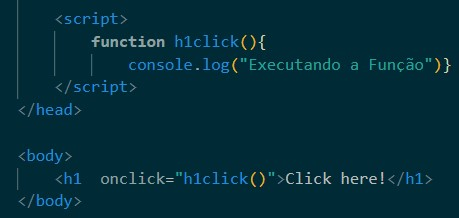 <script>
function h1click(){
console.log("Executando a Função")}
</script>
</head>
<body>
<h1  onclick="h1click()">Click here!</h1>
</body>